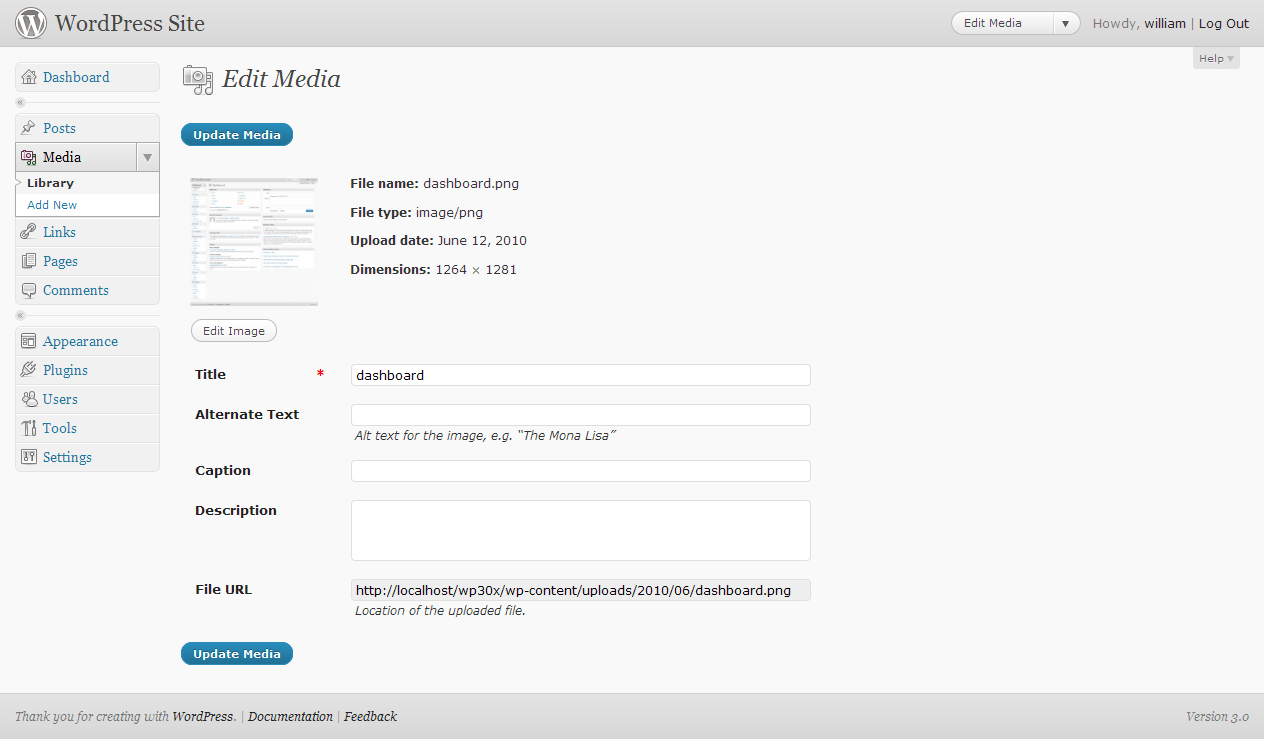 WordPress Site
Edit Media
Howdy, william | Log Out
Help
Dashboard
Posts
Media
Library
Add New
Links
Pages
Comments
Appearance
Plugins
Users
Tools
Settings
Edit Media
Update Media
File name: dashboard.png
File type: image/png
Upload date: June 12, 2010
Dimensions: 1264 × 1281
Edit Image
Title *
dashboard
Alternate Text
Alt text for the image, e.g. “The Mona Lisa”
Caption
Description
File URL
http://localhost/wp30x/wp-content/uploads/2010/06/dashboard.png
Location of the uploaded file.
Update Media
Thank you for creating with WordPress. | Documentation | Feedback
Version 3.0